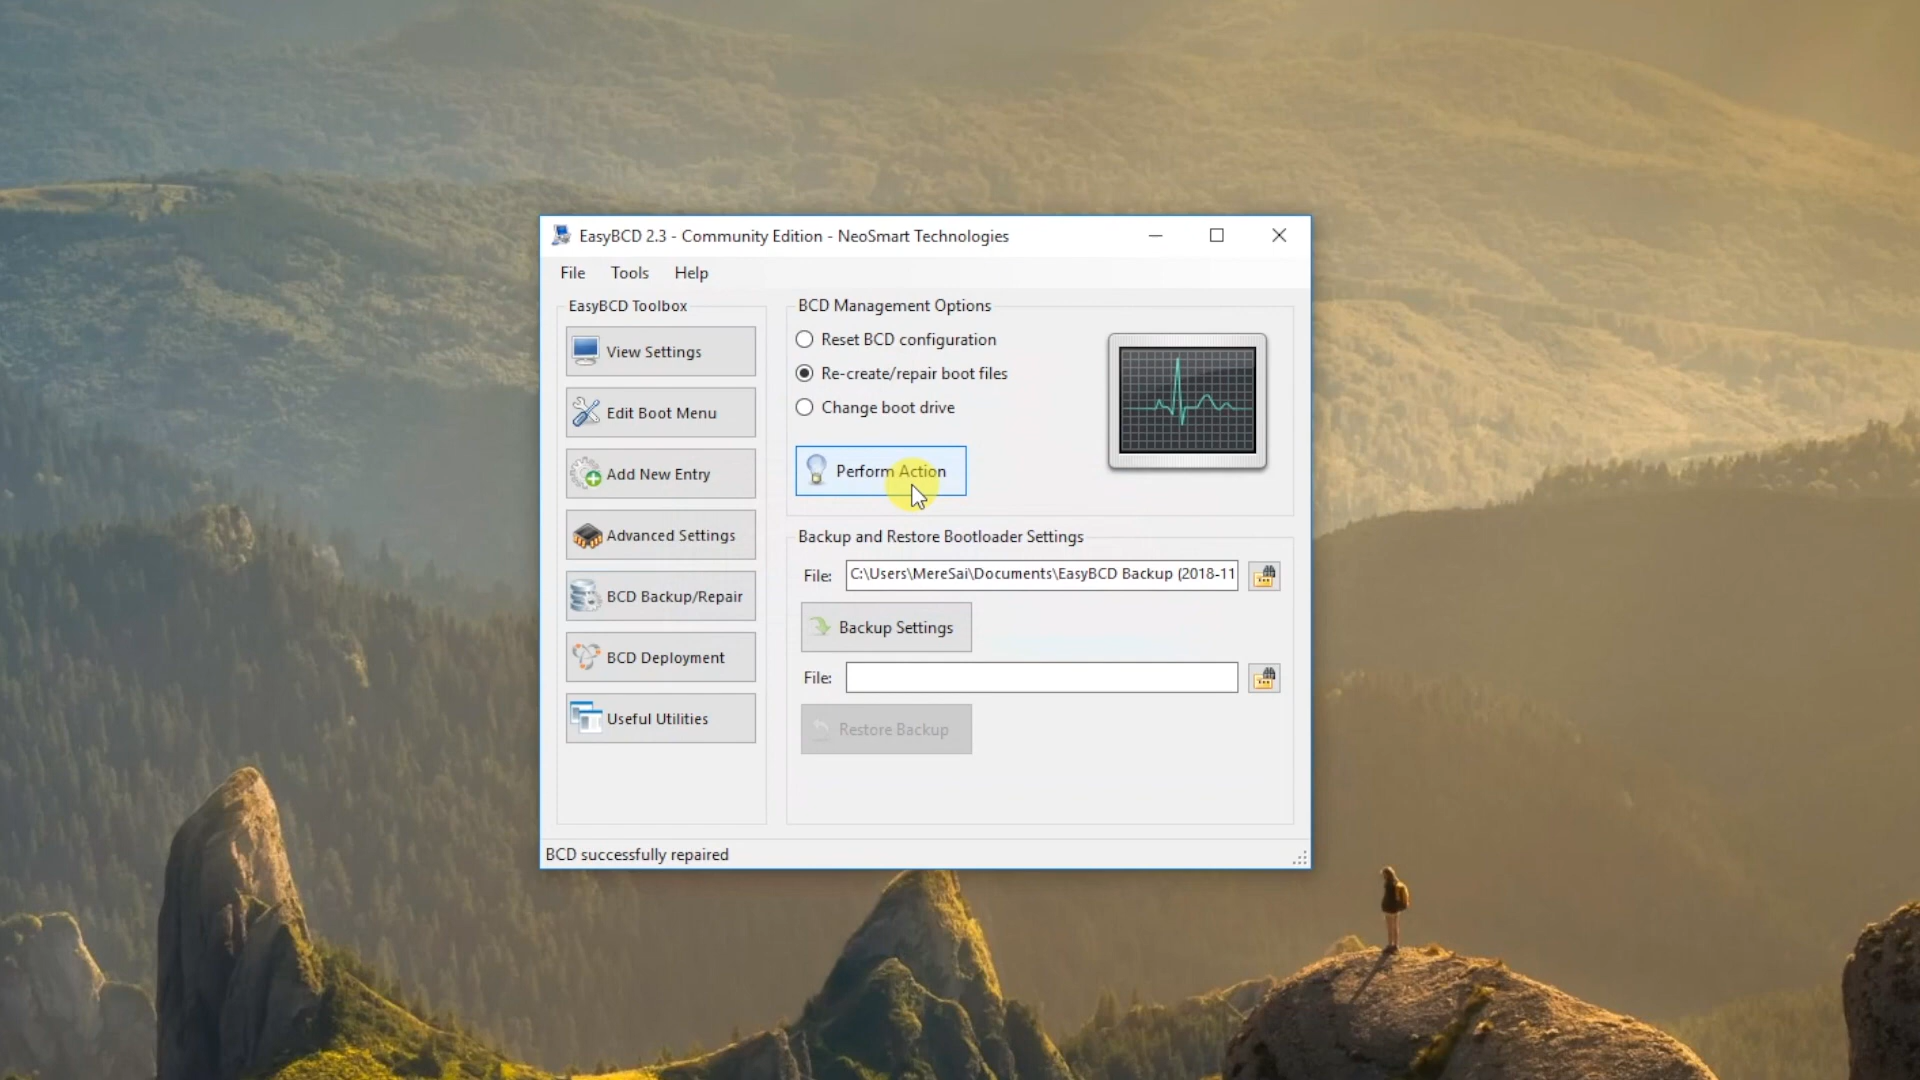 EasyBCD 2.3 - Community Edition - NeoSmart Technologies
File Tools Help
EasyBCD Toolbox
View Settings
Edit Boot Menu
Add New Entry
Advanced Settings
BCD Backup/Repair
BCD Deployment
Useful Utilities
BCD Management Options
Reset BCD configuration
Re-create/repair boot files
Change boot drive
Perform Action
Backup and Restore Bootloader Settings
File: C:\Users\MereSai\Documents\EasyBCD Backup (2018-11
Backup Settings
File:
Restore Backup
BCD successfully repaired